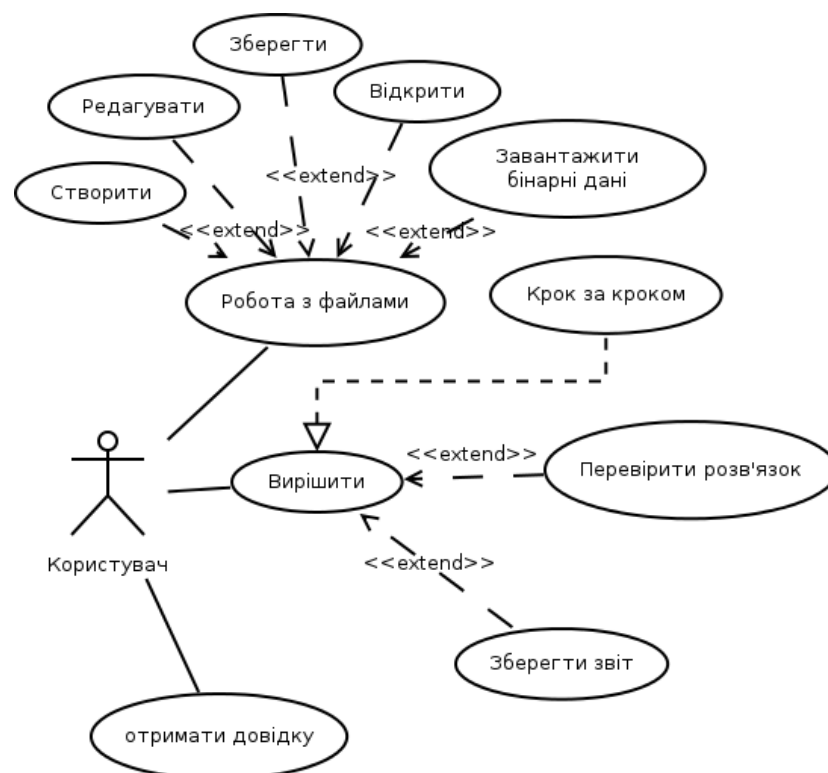 Зберегти
Редагувати
Відкрити
Завантажити
бінарні дані
<<extend>>
Створити
<<extend>>
<<extend>>
Робота з файлами
Крок за кроком
<<extend>>
Перевірити розв'язок
Вирішити
<<extend>>
Користувач
Зберегти звіт
отримати довідку